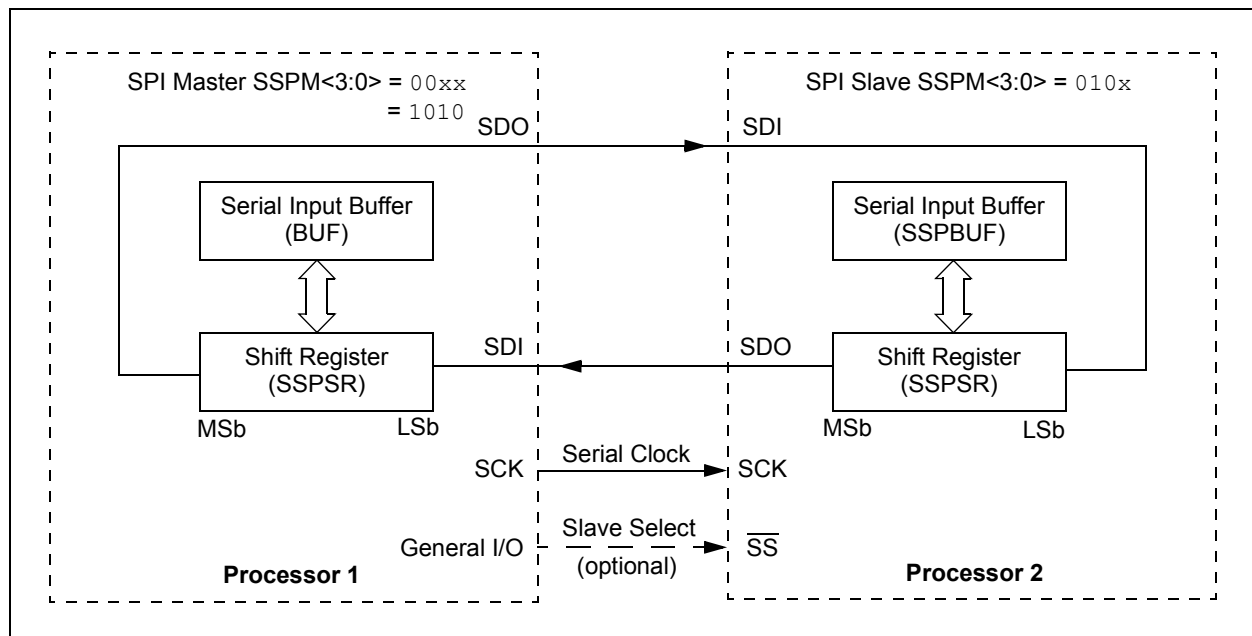 SPI Master SSPM<3:0> = 00xx
= 1010
SDO
Serial Input Buffer
(BUF)
Shift Register
(SSPSR)
MSb
LSb
SDI
SCK
General I/O
Processor 1
Serial Clock
Slave Select
(optional)
SPI Slave SSPM<3:0> = 010x
SDI
Serial Input Buffer
(SSPBUF)
SDO
Shift Register
(SSPSR)
MSb
LSb
SCK
S̅S̅
Processor 2